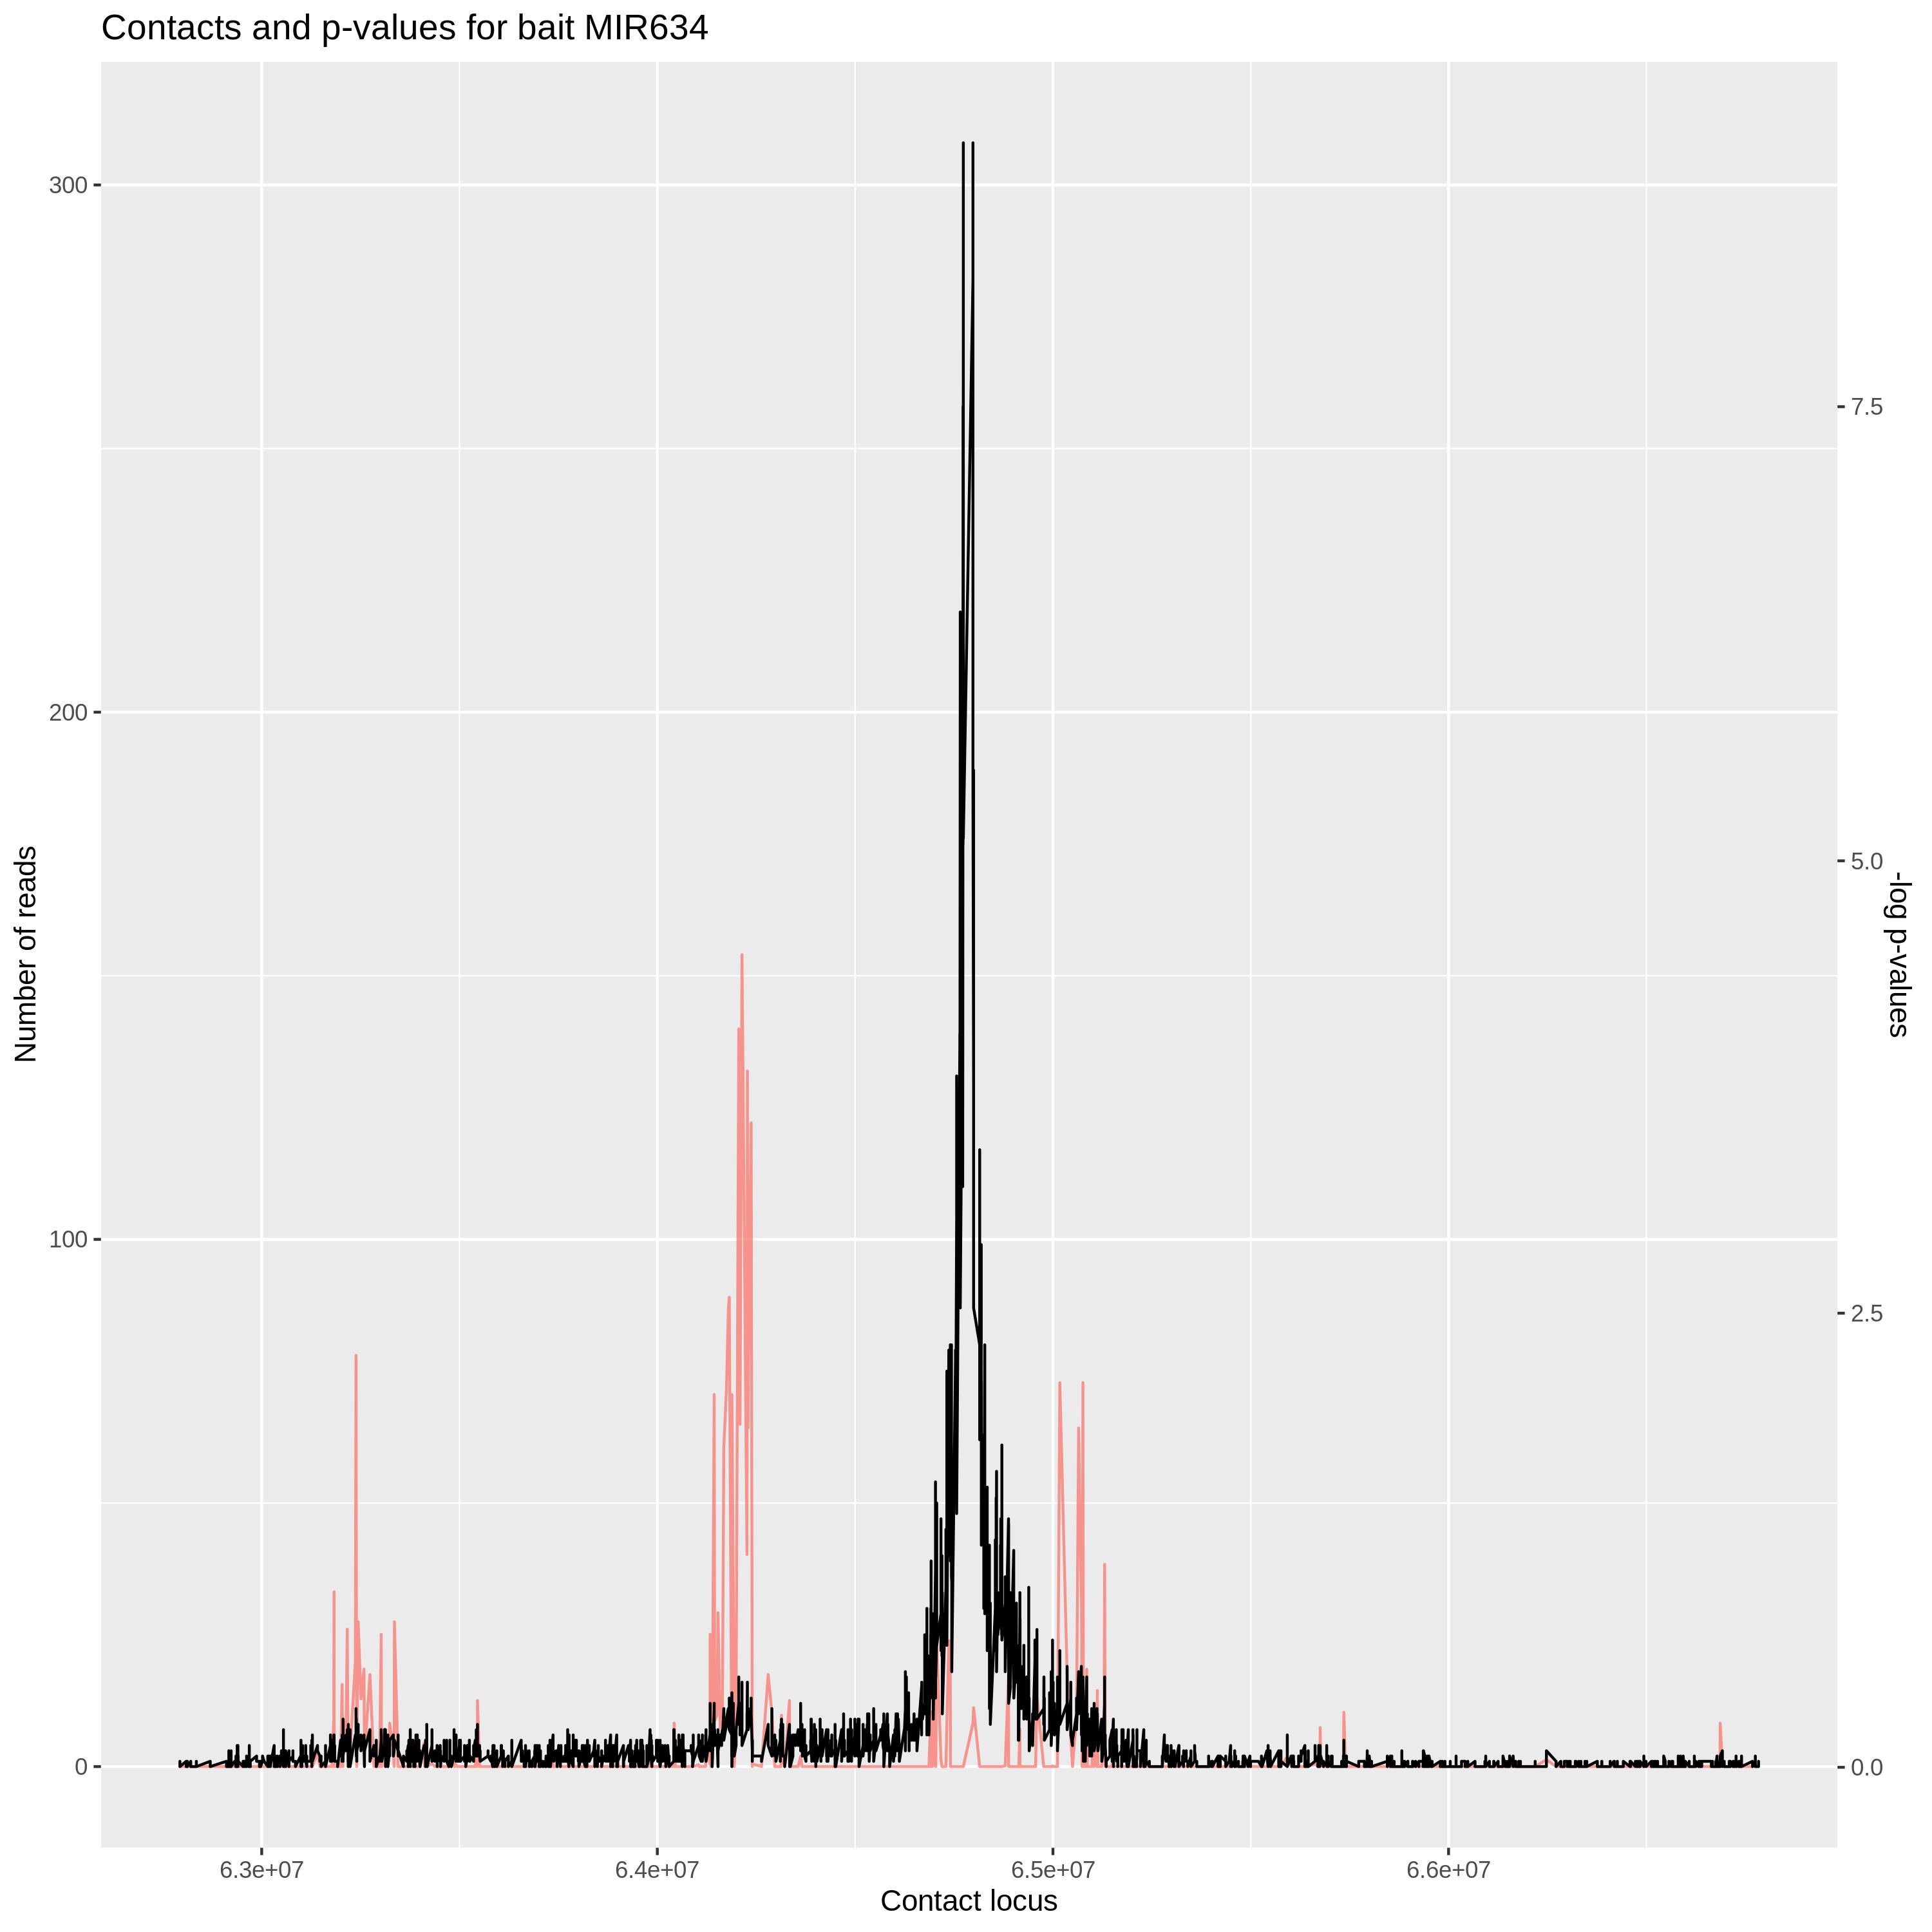 Contacts and p-values for bait MIR634
300
200
100
0
7.5
5.0
2.5
0.0
Number of reads
-log p-values
6.3e+07 6.4e+07 6.5e+07 6.6e+07
Contact locus